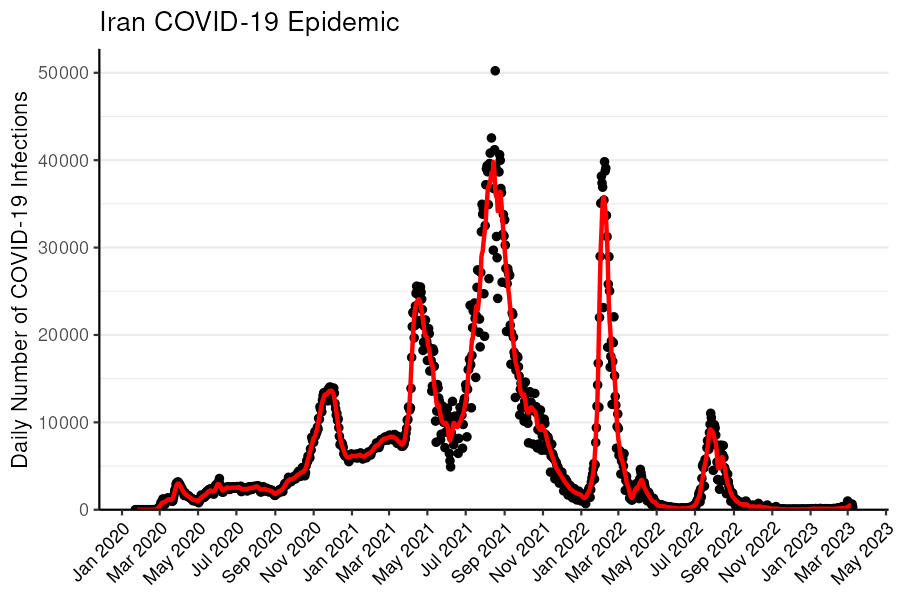 Iran COVID-19 Epidemic
Daily Number of COVID-19 Infections
50000
40000
30000
20000
10000
0
Jan 2020
Mar 2020
May 2020
Jul 2020
Sep 2020
Nov 2020
Jan 2021
Mar 2021
May 2021
Jul 2021
Sep 2021
Nov 2021
Jan 2022
Mar 2022
May 2022
Jul 2022
Sep 2022
Nov 2022
Jan 2023
Mar 2023
May 2023